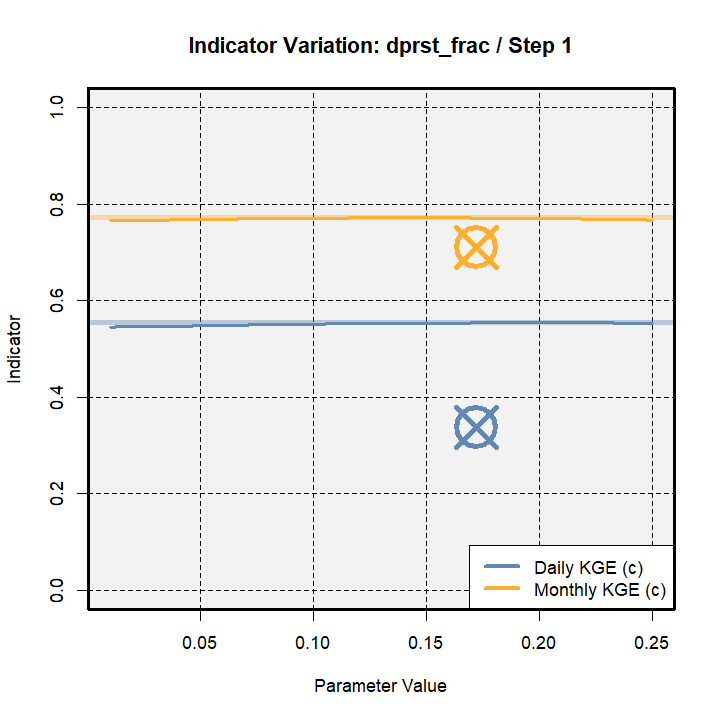 Indicator Variation: dprst_frac / Step 1
Indicator
1.0
0.8
0.6
0.4
0.2
0.0
0.05 0.10 0.15 0.20 0.25
Parameter Value
Daily KGE (c)
Monthly KGE (c)